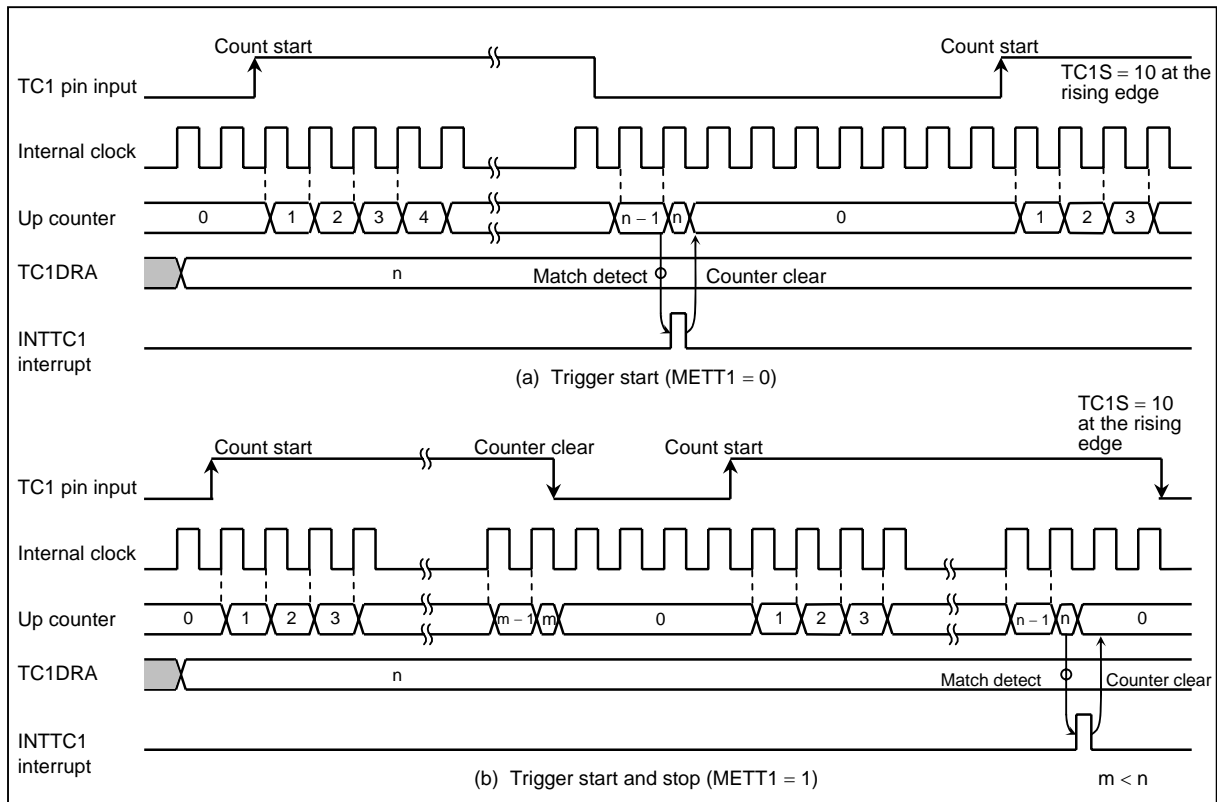 Count start
Count start
TC1 pin input
TC1S = 10 at the
rising edge
Internal clock
Up counter
0 1 2 3 4 n − 1 n 0 1 2 3
TC1DRA
n
Match detect
Counter clear
INTTC1
interrupt
(a) Trigger start (METT1 = 0)
TC1S = 10
at the rising
edge
Count start
Counter clear
Count start
TC1 pin input
Internal clock
Up counter
0 1 2 3 m − 1 m 0 1 2 3 n − 1 n 0
TC1DRA
n
Match detect
Counter clear
INTTC1
interrupt
(b) Trigger start and stop (METT1 = 1)
m < n